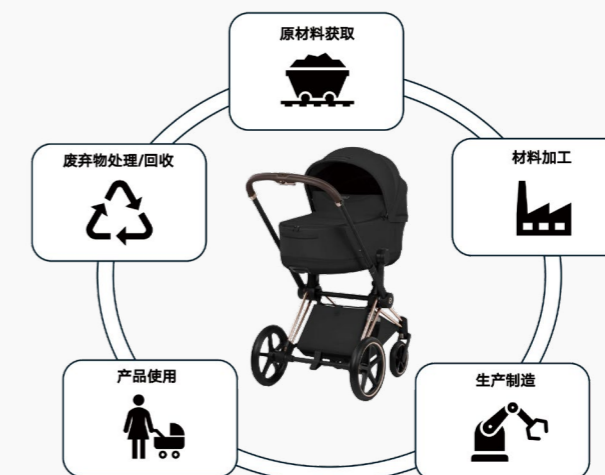 原材料获取
废弃物处理/回收
材料加工
产品使用
生产制造